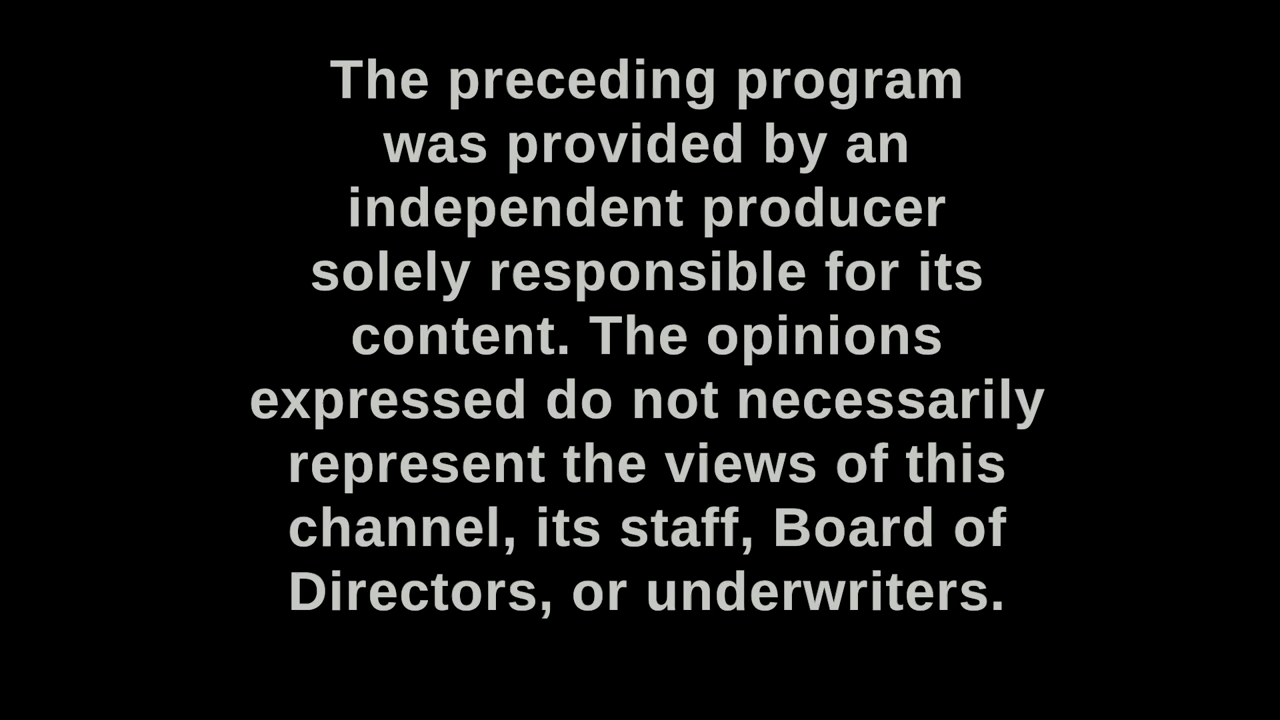 The preceding program
was provided by an
independent producer
solely responsible for its
content. The opinions
expressed do not necessarily
represent the views of this
channel, its staff, Board of
Directors, or underwriters.